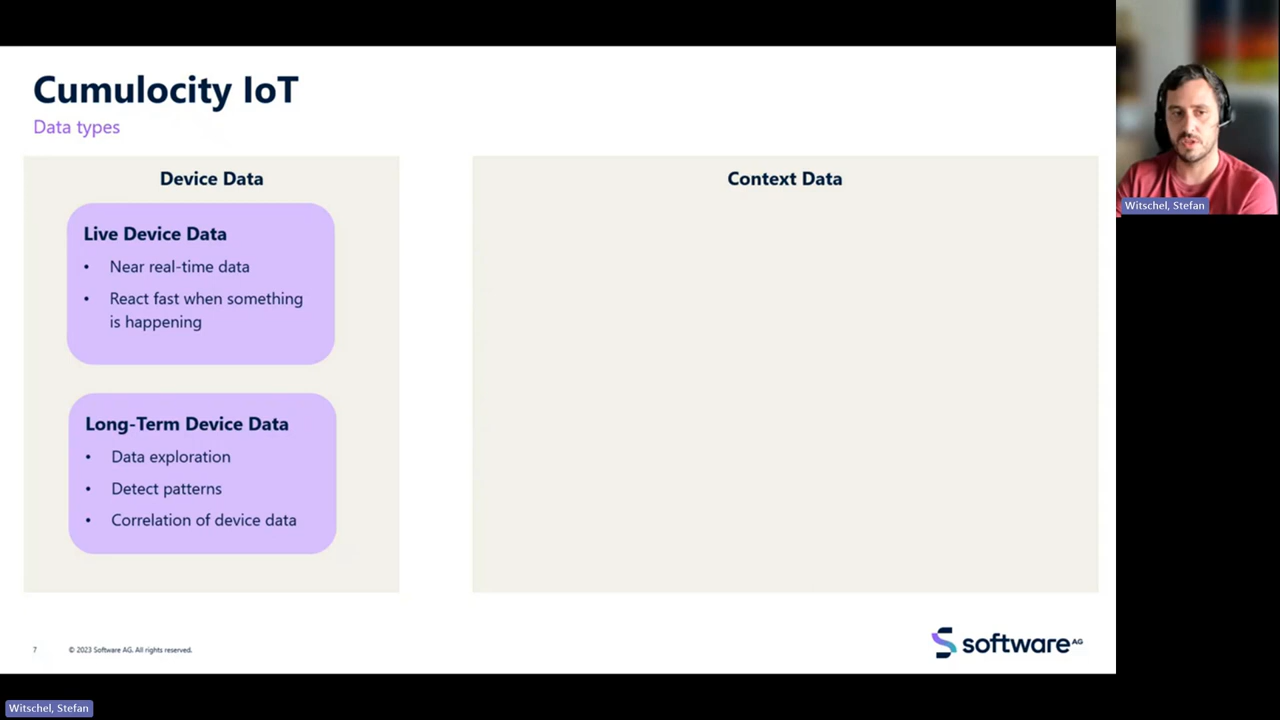 Cumulocity IoT
Data types
Device Data
Live Device Data
• Near real-time data
• React fast when something
is happening
Long-Term Device Data
• Data exploration
• Detect patterns
• Correlation of device data
Context Data
7 © 2023 Software AG. All rights reserved.
software AG
Witschel, Stefan
Witschel, Stefan